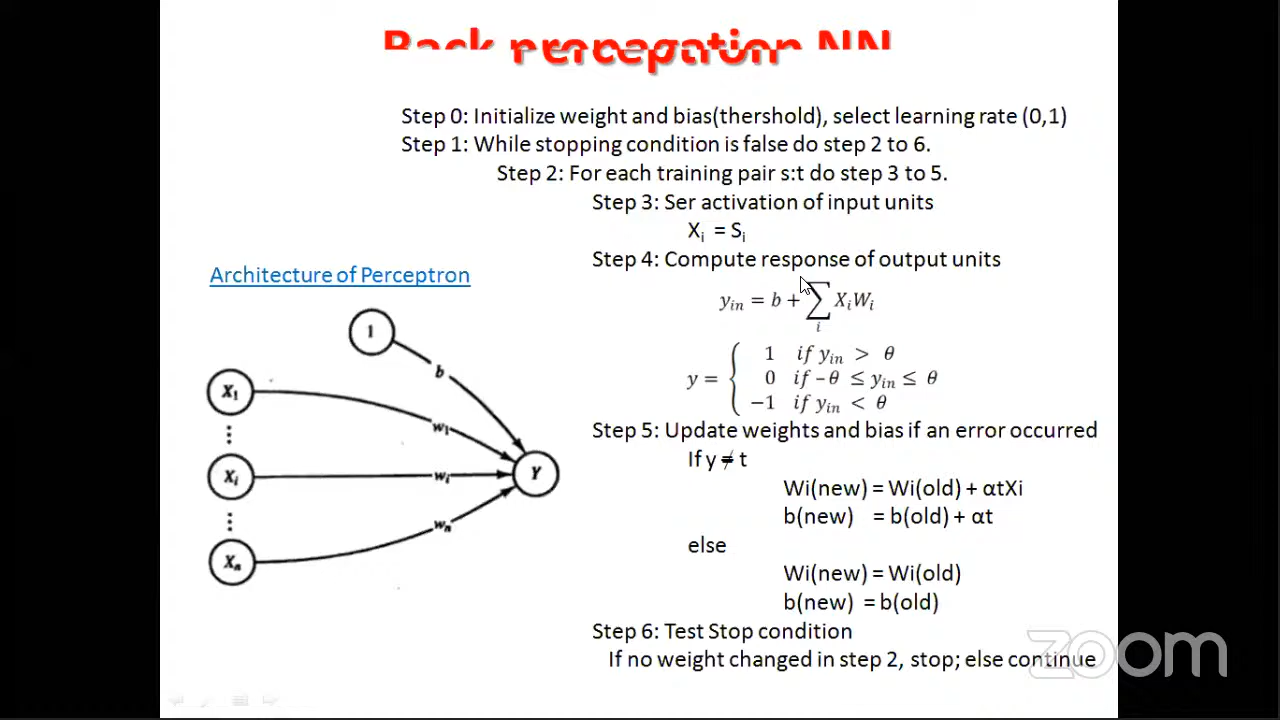 Back propagation NN
Step 0: Initialize weight and bias(thershold), select learning rate (0,1)
Step 1: While stopping condition is false do step 2 to 6.
Step 2: For each training pair s:t do step 3 to 5.
Step 3: Ser activation of input units
Xi = Si
Step 4: Compute response of output units
yin = b + ∑i XiWi
y = { 1 if yin > θ
0 if –θ ≤ yin ≤ θ
−1 if yin < θ
Step 5: Update weights and bias if an error occurred
If y ≠ t
Wi(new) = Wi(old) + αtXi
b(new) = b(old) + αt
else
Wi(new) = Wi(old)
b(new) = b(old)
Step 6: Test Stop condition
If no weight changed in step 2, stop; else continue
Architecture of Perceptron
1
b
X1
w1
Xi
wi
Y
Xn
wn
zoom